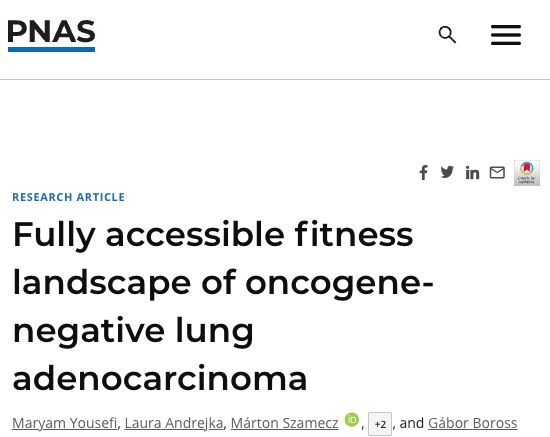 PNAS
RESEARCH ARTICLE
Fully accessible fitness
landscape of oncogene-
negative lung
adenocarcinoma
Maryam Yousefi, Laura Andrejka, Márton Szamecz iD, +2, and Gábor Boross